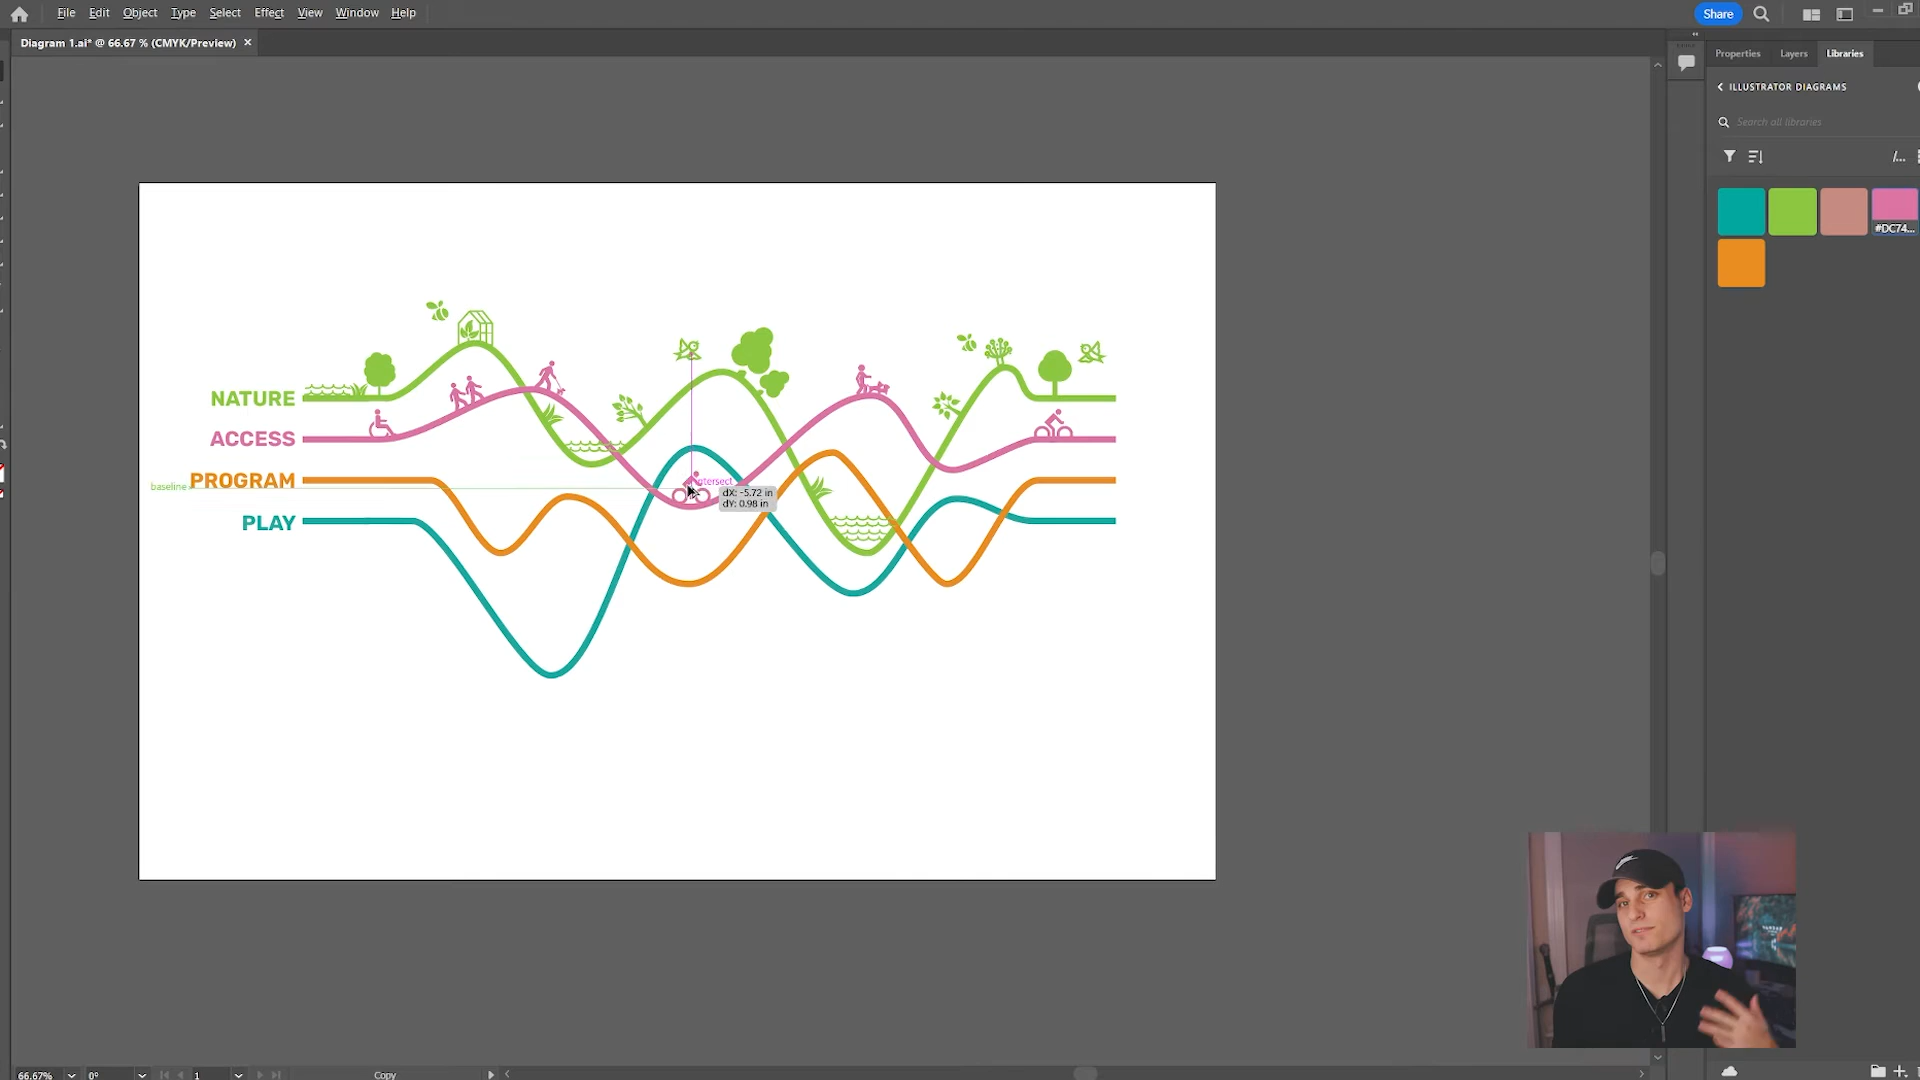 File Edit Object Type Select Effect View Window Help
Share
Diagram 1.ai* @ 66.67 % (CMYK/Preview) ×
Properties Layers Libraries
ILLUSTRATOR DIAGRAMS
Search all libraries
/...
#DC74...
NATURE
ACCESS
PROGRAM
PLAY
baseline
dX: -5.72 in
dY: 0.98 in
66.67% 0° 1 Copy